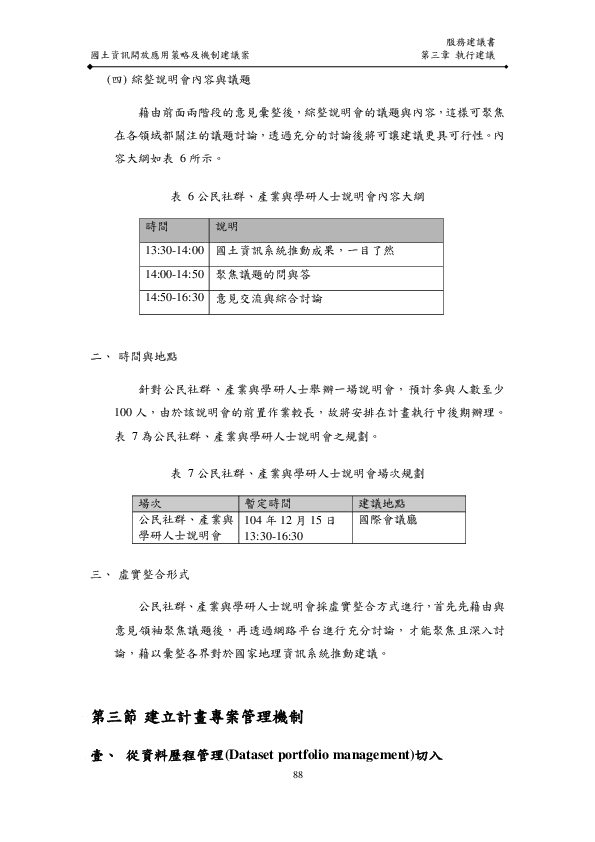 服務建議書
國土資訊開放應用策略及機制建議案 第三章 執行建議
(四) 綜整說明會內容與議題
藉由前面兩階段的意見彙整後，綜整說明會的議題與內容，這樣可聚焦
在各領域都關注的議題討論，透過充分的討論後將可讓建議更具可行性。內
容大綱如表 6 所示。
表 6 公民社群、產業與學研人士說明會內容大綱
時間 說明
13:30-14:00 國土資訊系統推動成果，一目了然
14:00-14:50 聚焦議題的問與答
14:50-16:30 意見交流與綜合討論
二、 時間與地點
針對公民社群、產業與學研人士舉辦一場說明會，預計參與人數至少
100 人，由於該說明會的前置作業較長，故將安排在計畫執行中後期辦理。
表 7 為公民社群、產業與學研人士說明會之規劃。
表 7 公民社群、產業與學研人士說明會場次規劃
場次 暫定時間 建議地點
公民社群、產業與 104 年 12 月 15 日 國際會議廳
學研人士說明會 13:30-16:30
三、 虛實整合形式
公民社群、產業與學研人士說明會採虛實整合方式進行，首先先藉由與
意見領袖聚焦議題後，再透過網路平台進行充分討論，才能聚焦且深入討
論，藉以彙整各界對於國家地理資訊系統推動建議。
第三節 建立計畫專案管理機制
壹、 從資料歷程管理(Dataset portfolio management)切入
88